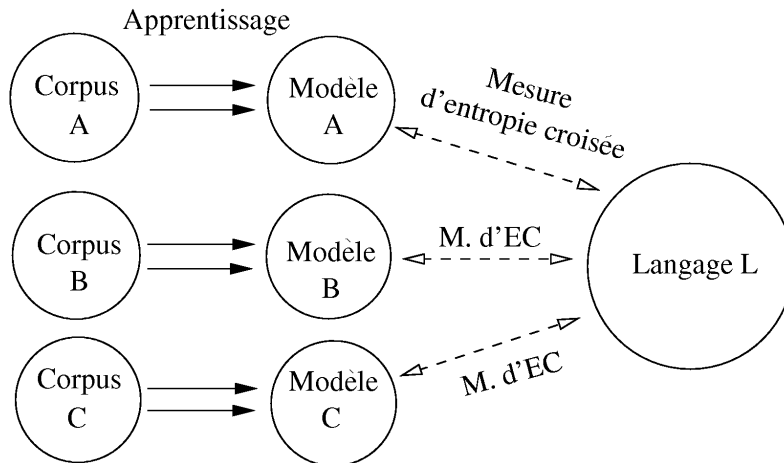 Apprentissage
Corpus
A
Modèle
A
Mesure
d'entropie croisée
Corpus
B
Modèle
B
M. d'EC
Langage L
Corpus
C
Modèle
C
M. d'EC